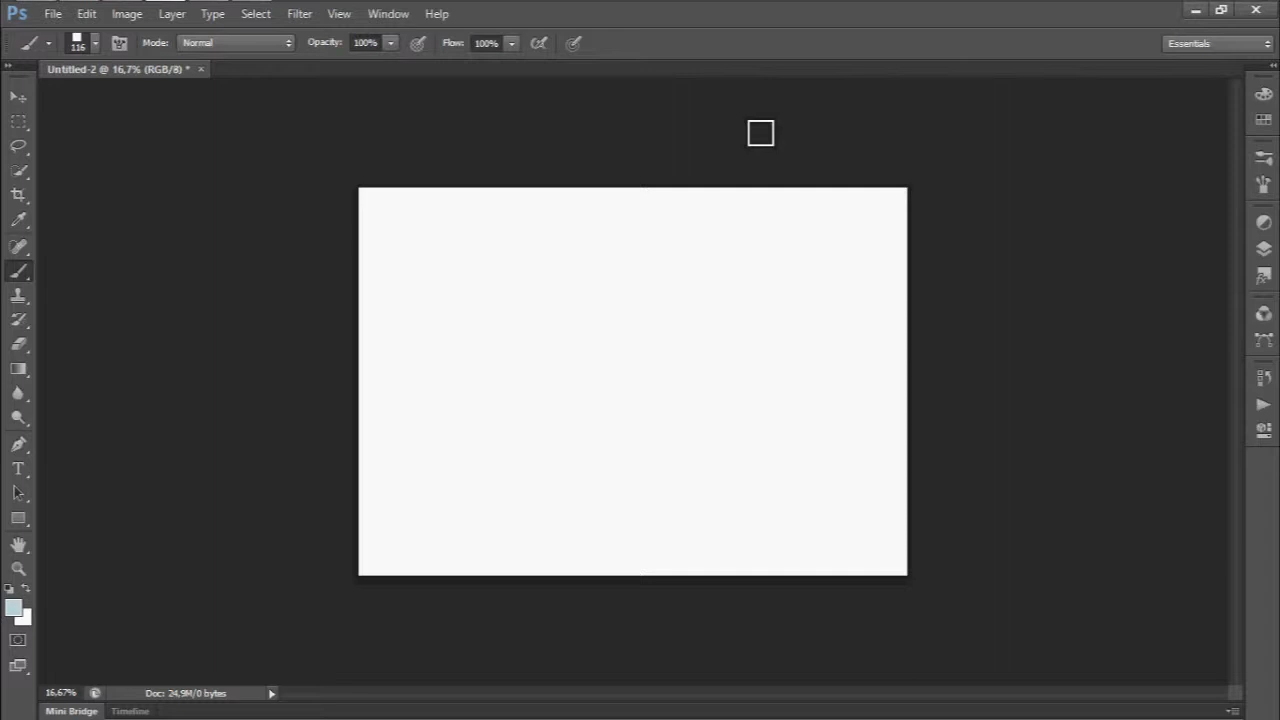 Ps File Edit Image Layer Type Select Filter View Window Help
116 Mode: Normal Opacity: 100% Flow: 100% Essentials
Untitled-2 @ 16,7% (RGB/8) * ×
T
16,67% Doc: 24,9M/0 bytes
Mini Bridge Timeline